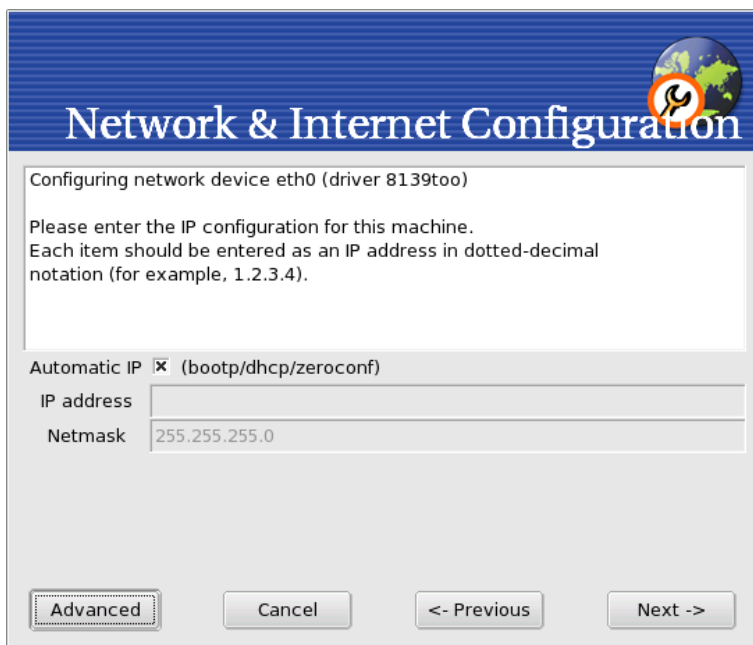 Network & Internet Configuration
Configuring network device eth0 (driver 8139too)
Please enter the IP configuration for this machine.
Each item should be entered as an IP address in dotted-decimal
notation (for example, 1.2.3.4).
Automatic IP (bootp/dhcp/zeroconf)
IP address
Netmask 255.255.255.0
Advanced Cancel <- Previous Next ->